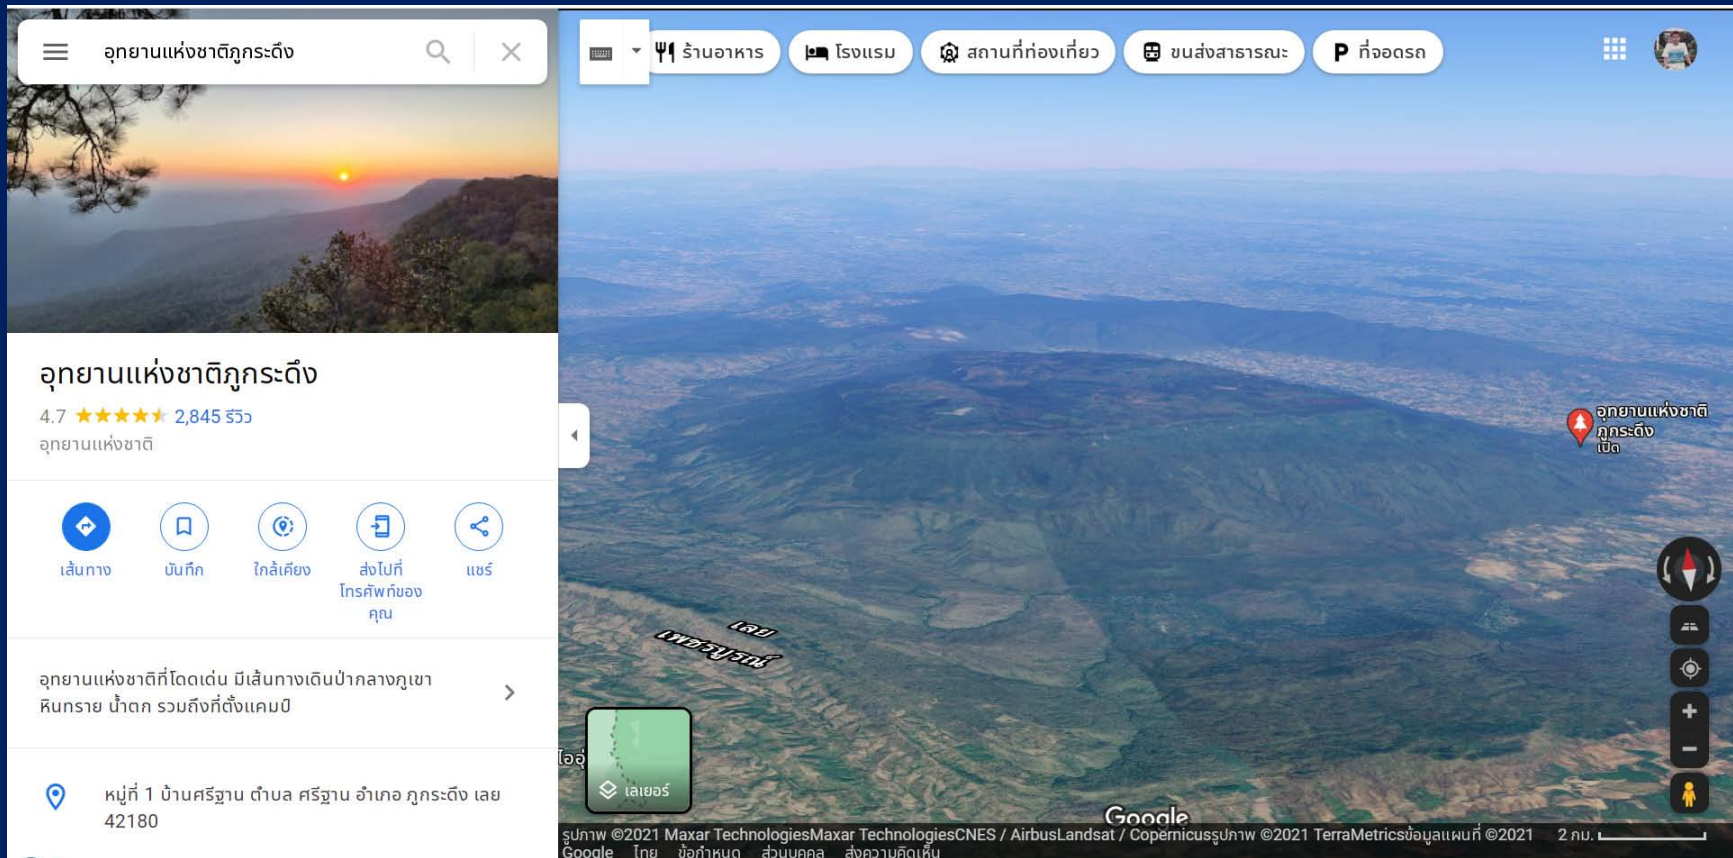 อุทยานแห่งชาติภูกระดึง
ร้านอาหาร
โรงแรม
สถานที่ท่องเที่ยว
ขนส่งสาธารณะ
P ที่จอดรถ
อุทยานแห่งชาติภูกระดึง
4.7 2,845 รีวิว
อุทยานแห่งชาติ
เส้นทาง
บันทึก
ใกล้เคียง
ส่งไปที่
โทรศัพท์ของ
คุณ
แชร์
อุทยานแห่งชาติที่โดดเด่น มีเส้นทางเดินป่ากลางภูเขา
หินทราย น้ำตก รวมถึงที่ตั้งแคมป์
หมู่ที่ 1 บ้านศรีฐาน ตำบล ศรีฐาน อำเภอ ภูกระดึง เลย
42180
อุทยานแห่งชาติ
ภูกระดึง
เปิด
เลย
เพชรบูรณ์
เลเยอร์
Google
รูปภาพ ©2021 Maxar TechnologiesMaxar TechnologiesCNES / AirbusLandsat / Copernicusรูปภาพ ©2021 TerraMetricsข้อมูลแผนที่ ©2021 2 กม.
Google ไทย ข้อกำหนด ส่วนบุคคล ส่งความคิดเห็น